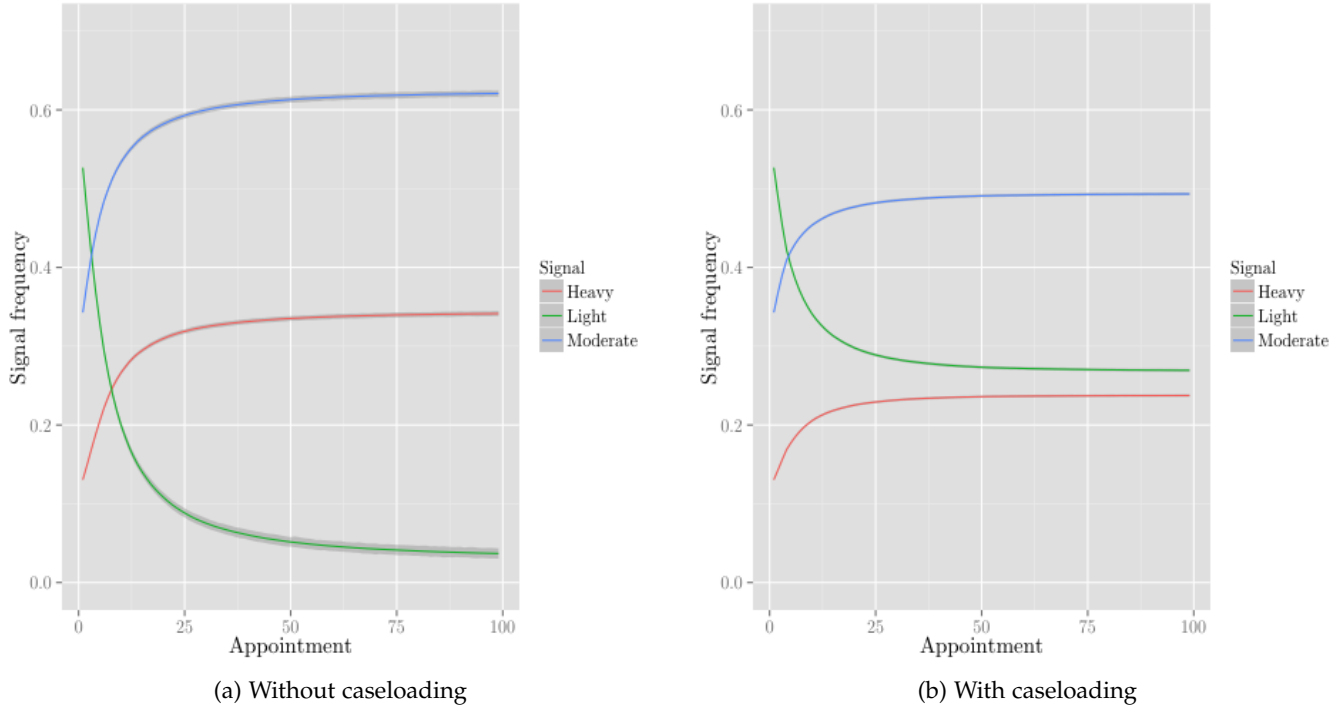 0.6
0.4
0.2
0.0
Signal frequency
0
25
50
75
100
Appointment
Signal
Heavy
Light
Moderate
(a) Without caseloading
0.6
0.4
0.2
0.0
Signal frequency
0
25
50
75
100
Appointment
Signal
Heavy
Light
Moderate
(b) With caseloading